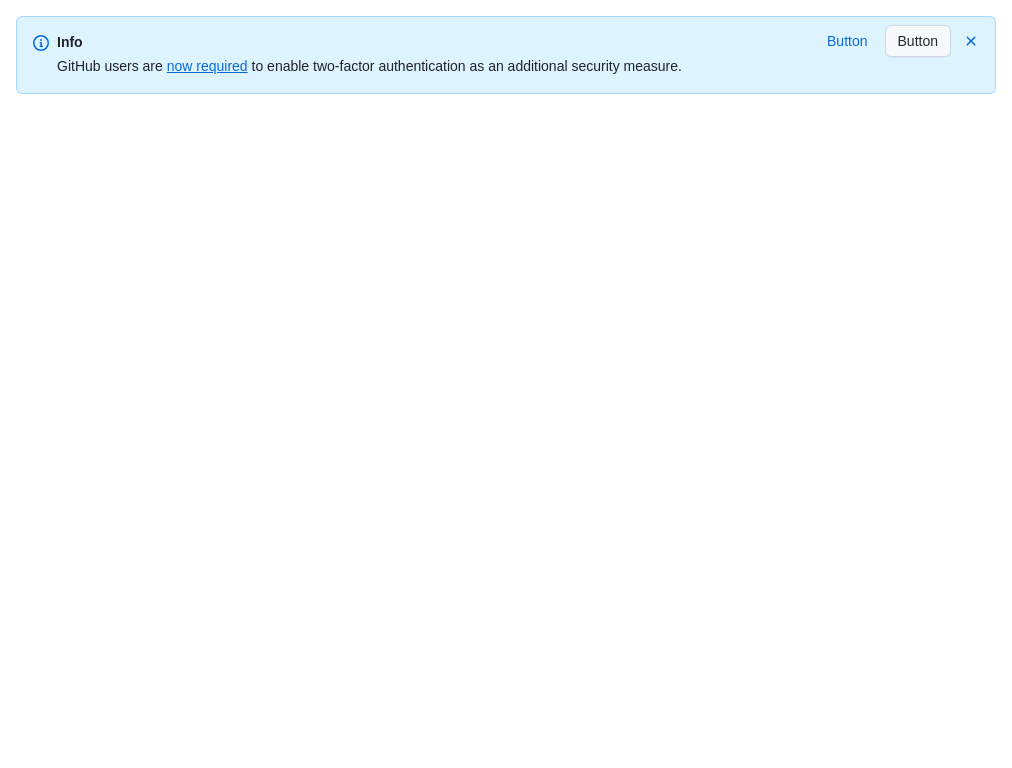 Info
Button
Button
GitHub users are now required to enable two-factor authentication as an additional security measure.